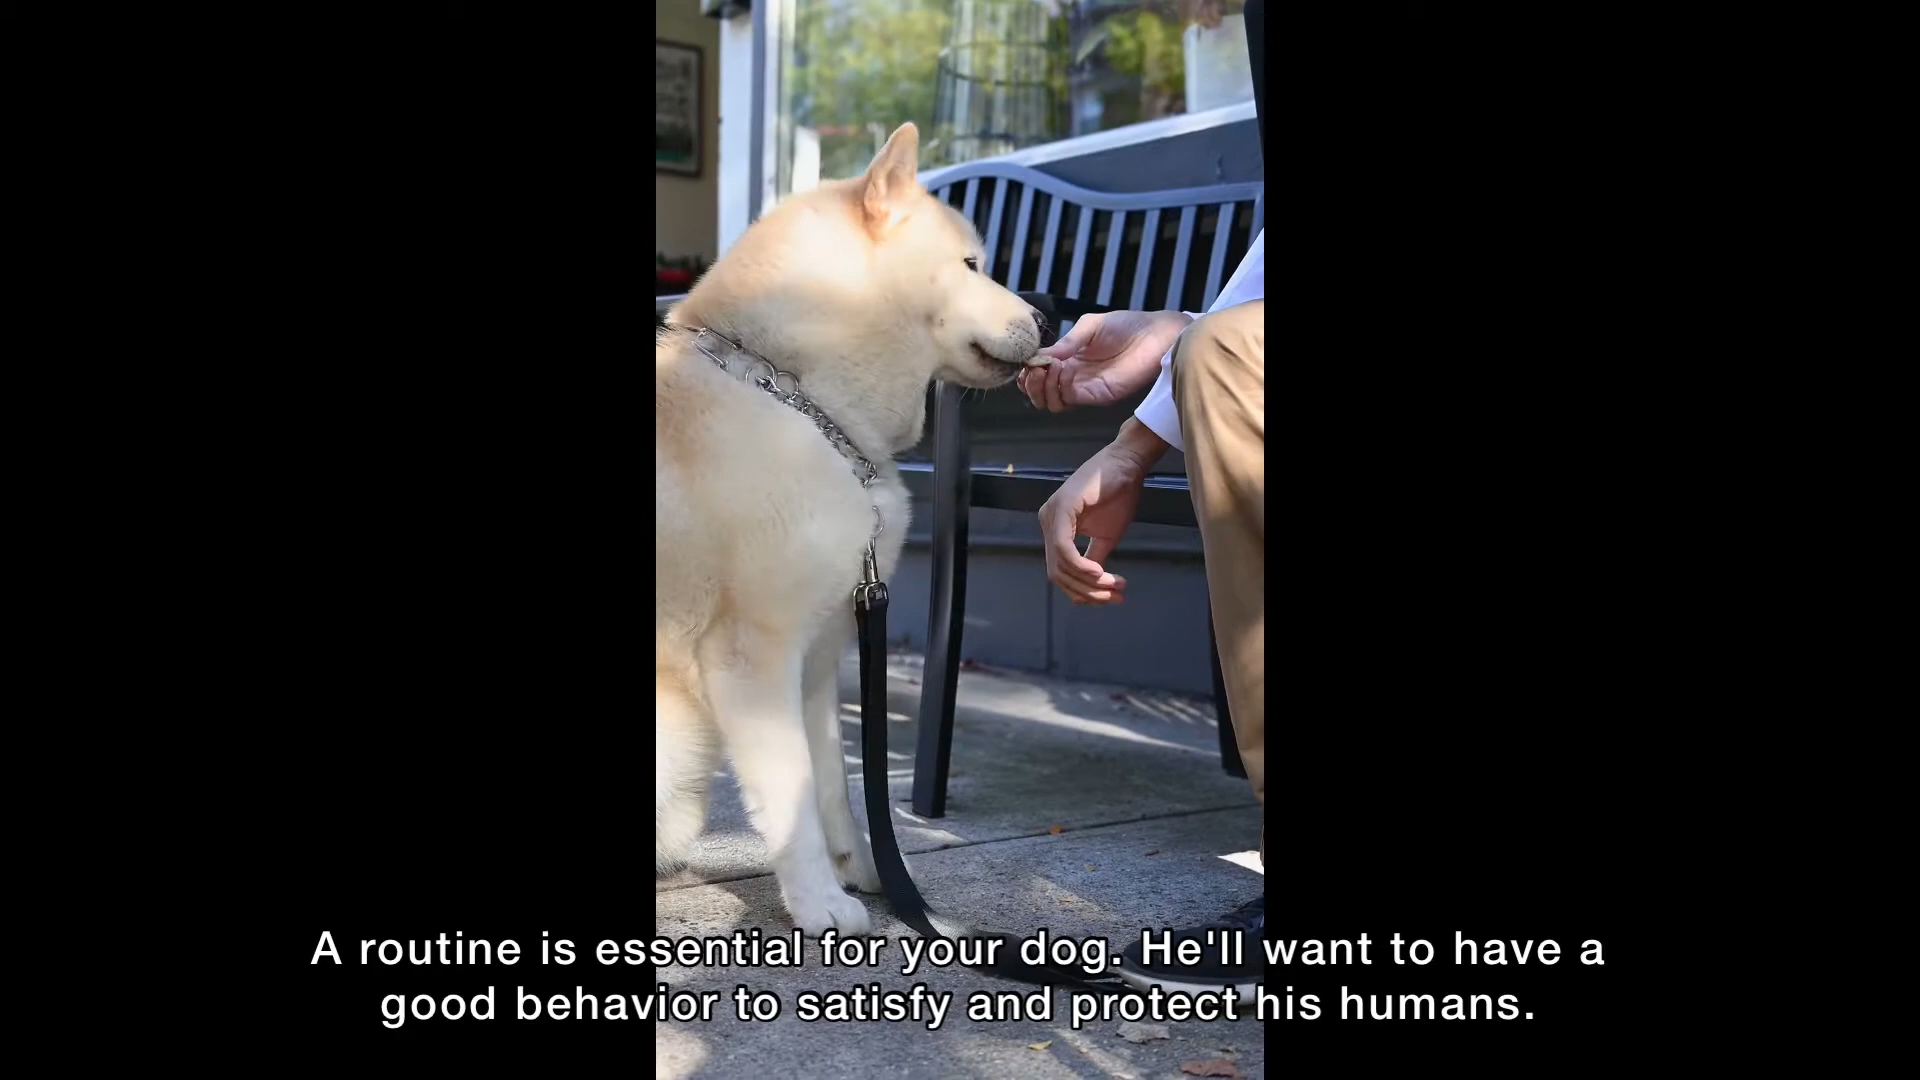 A routine is essential for your dog. He'll want to have a
good behavior to satisfy and protect his humans.